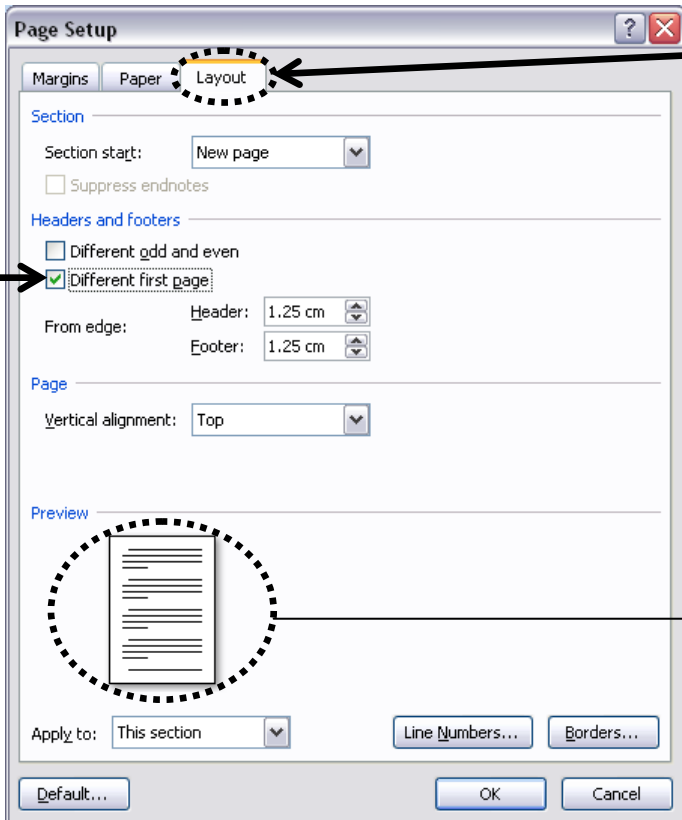 Page Setup
Margins Paper Layout
Section
Section start: New page
Suppress endnotes
Headers and footers
Different odd and even
Different first page
From edge: Header: 1.25 cm
Footer: 1.25 cm
Page
Vertical alignment: Top
Preview
Apply to: This section Line Numbers... Borders...
Default... OK Cancel